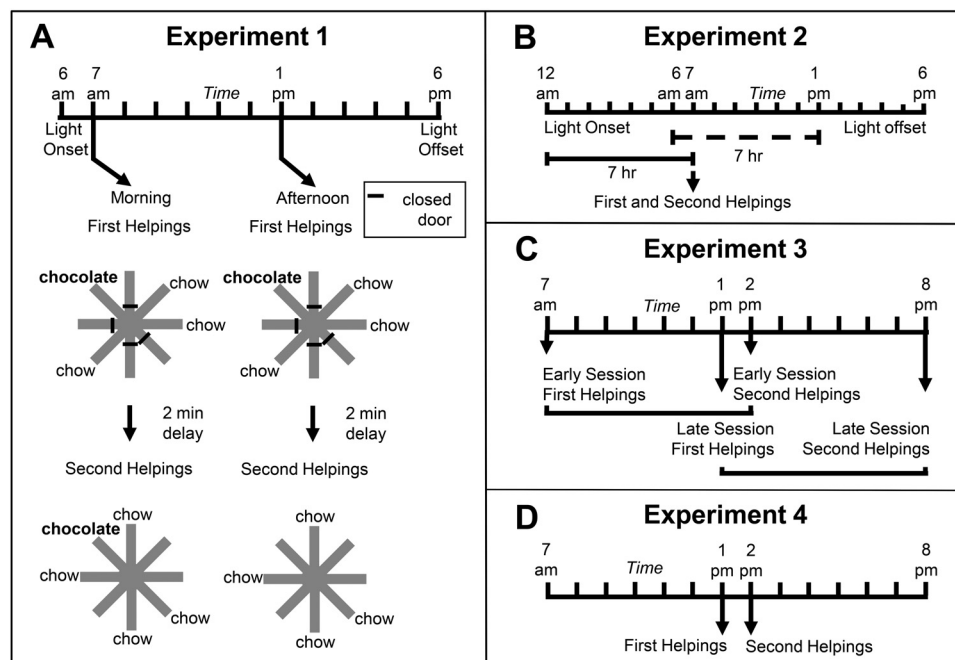 A Experiment 1
6 am
7 am
Time
1 pm
6 pm
Light Onset
Light Offset
Morning First Helpings
Afternoon First Helpings
closed door
chocolate
chow
chow
chow
chocolate
chow
chow
chow
2 min delay
2 min delay
Second Helpings
Second Helpings
chow
chocolate
chow
chow
chow
chow
chow
chow
chow
B Experiment 2
12 am
6 am
7 am
Time
1 pm
6 pm
Light Onset
Light offset
7 hr
7 hr
First and Second Helpings
C Experiment 3
7 am
Time
1 pm
2 pm
8 pm
Early Session First Helpings
Early Session Second Helpings
Late Session First Helpings
Late Session Second Helpings
D Experiment 4
7 am
Time
1 pm
2 pm
8 pm
First Helpings
Second Helpings